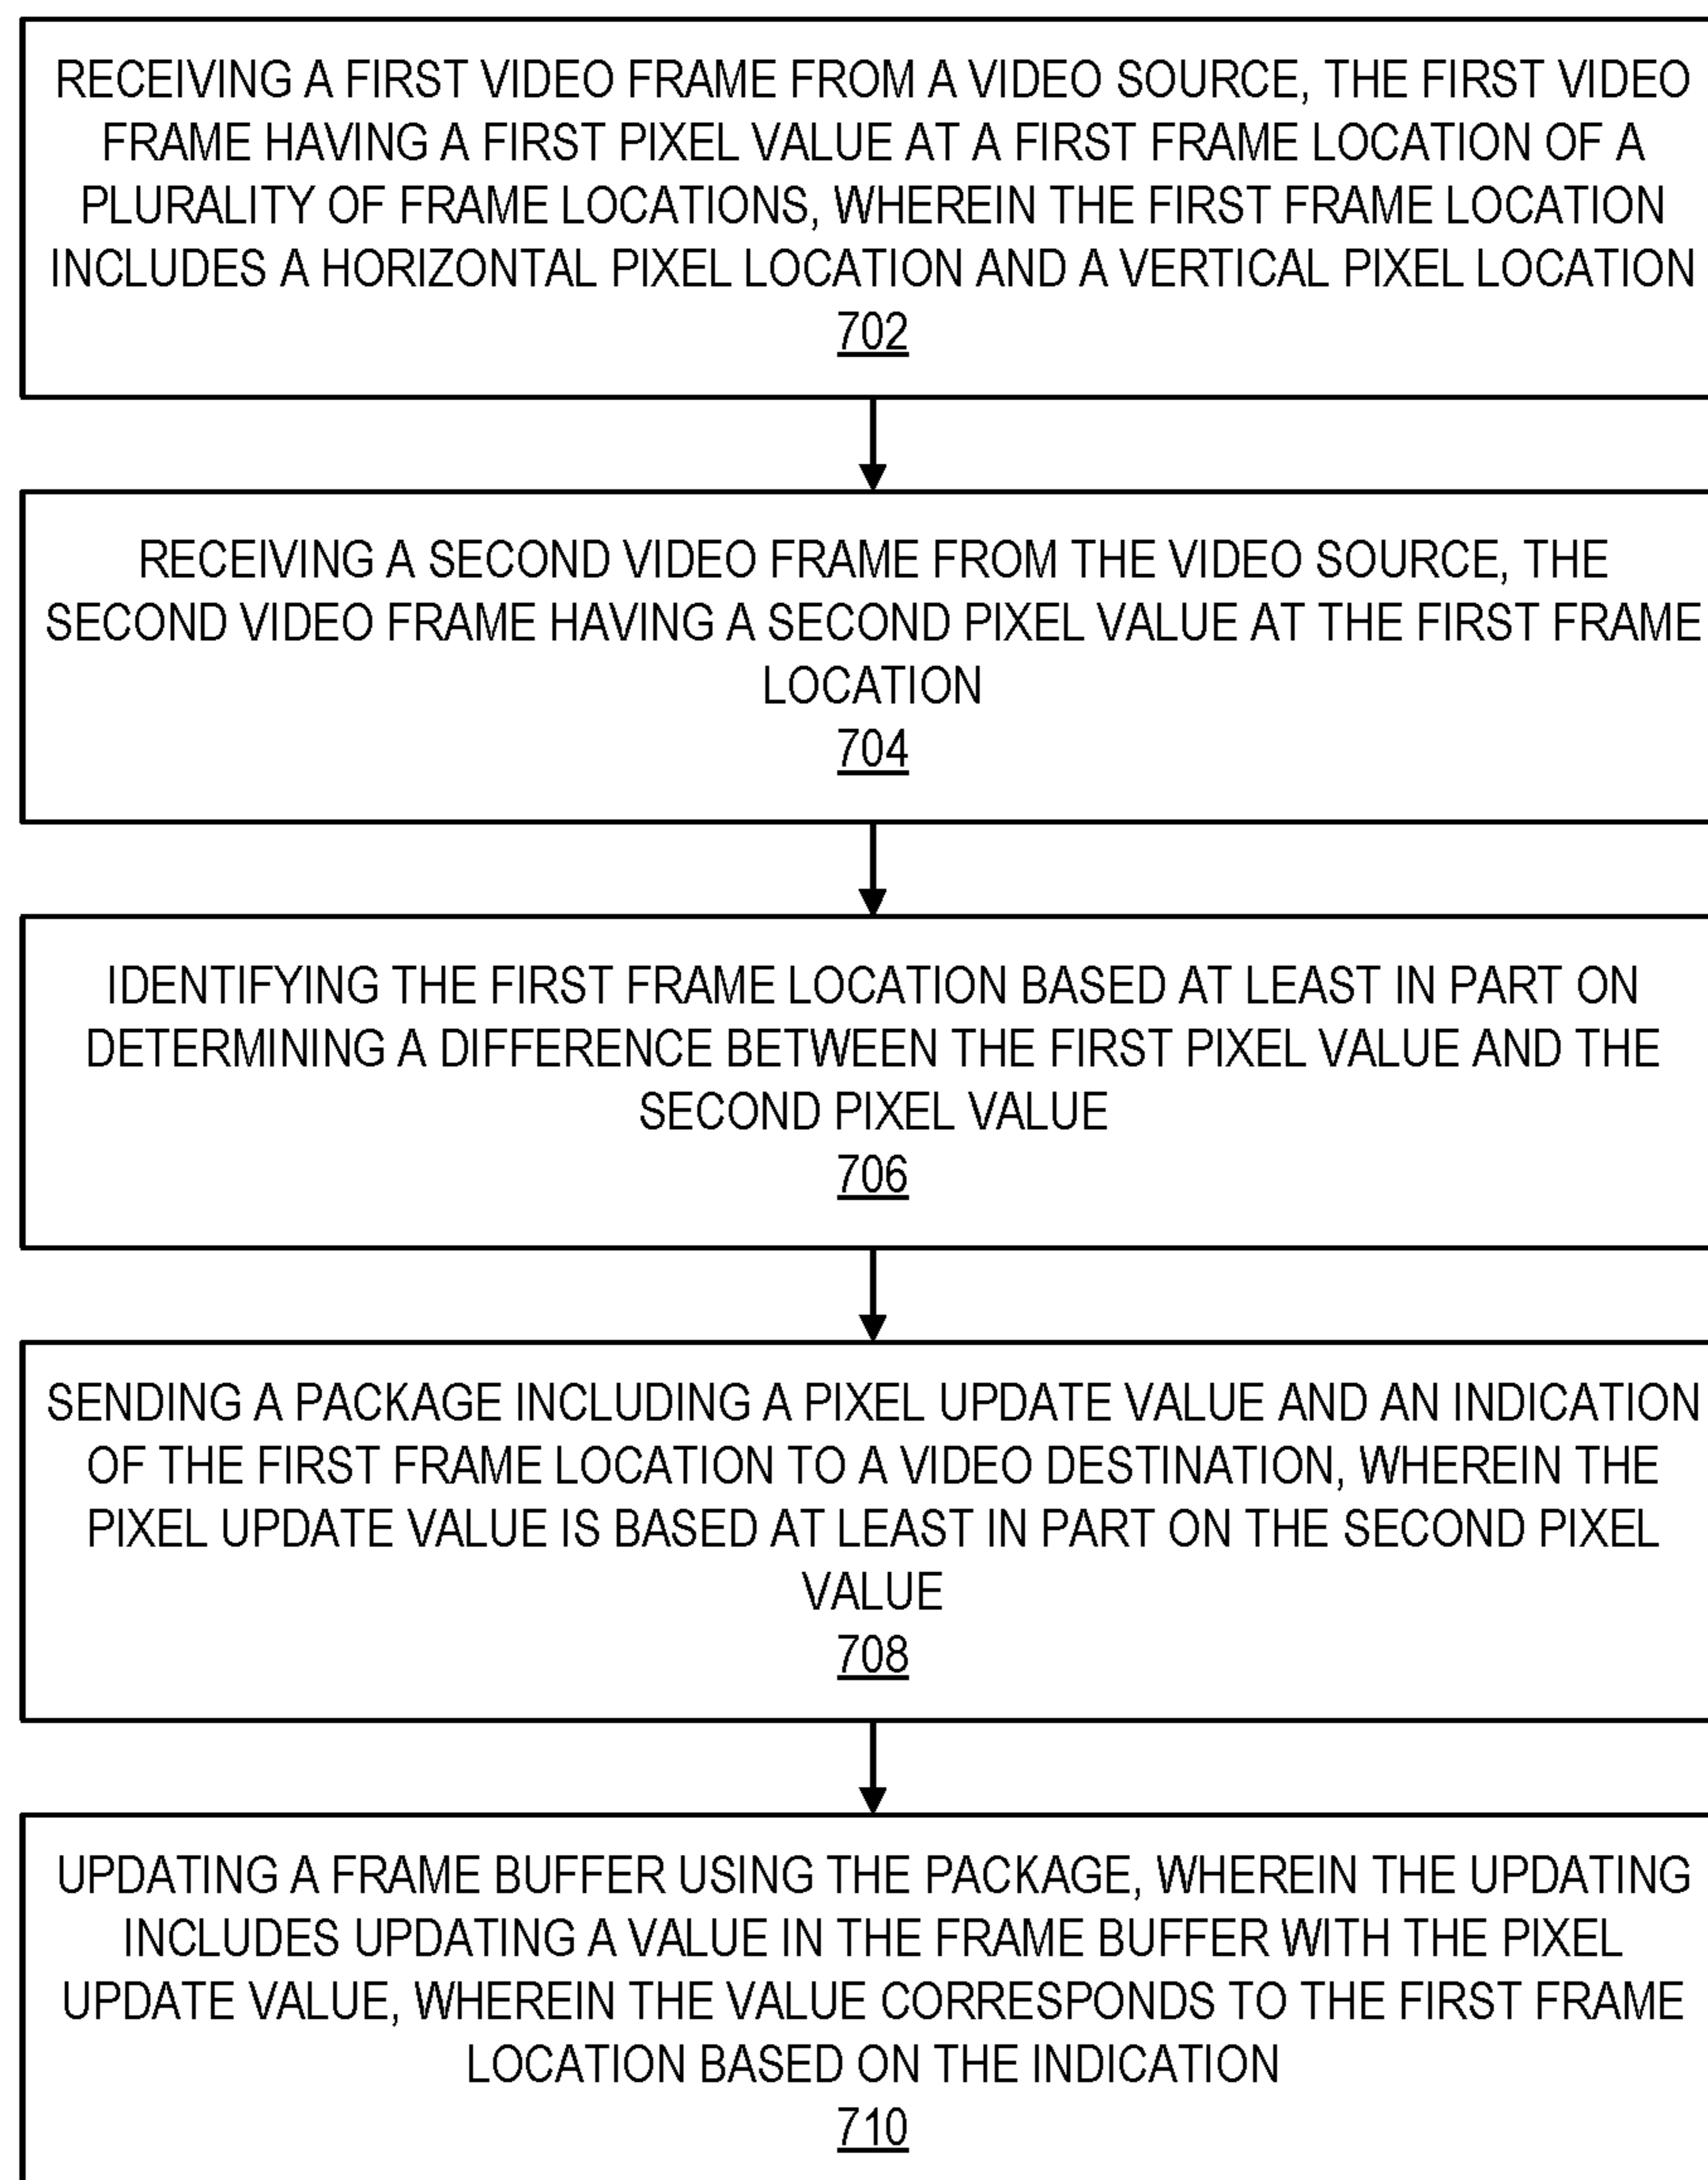 RECEIVING A FIRST VIDEO FRAME FROM A VIDEO SOURCE, THE FIRST VIDEO
FRAME HAVING A FIRST PIXEL VALUE AT A FIRST FRAME LOCATION OF A
PLURALITY OF FRAME LOCATIONS, WHEREIN THE FIRST FRAME LOCATION
INCLUDES A HORIZONTAL PIXEL LOCATION AND A VERTICAL PIXEL LOCATION
702
RECEIVING A SECOND VIDEO FRAME FROM THE VIDEO SOURCE, THE
SECOND VIDEO FRAME HAVING A SECOND PIXEL VALUE AT THE FIRST FRAME
LOCATION
704
IDENTIFYING THE FIRST FRAME LOCATION BASED AT LEAST IN PART ON
DETERMINING A DIFFERENCE BETWEEN THE FIRST PIXEL VALUE AND THE
SECOND PIXEL VALUE
706
SENDING A PACKAGE INCLUDING A PIXEL UPDATE VALUE AND AN INDICATION
OF THE FIRST FRAME LOCATION TO A VIDEO DESTINATION, WHEREIN THE
PIXEL UPDATE VALUE IS BASED AT LEAST IN PART ON THE SECOND PIXEL
VALUE
708
UPDATING A FRAME BUFFER USING THE PACKAGE, WHEREIN THE UPDATING
INCLUDES UPDATING A VALUE IN THE FRAME BUFFER WITH THE PIXEL
UPDATE VALUE, WHEREIN THE VALUE CORRESPONDS TO THE FIRST FRAME
LOCATION BASED ON THE INDICATION
710